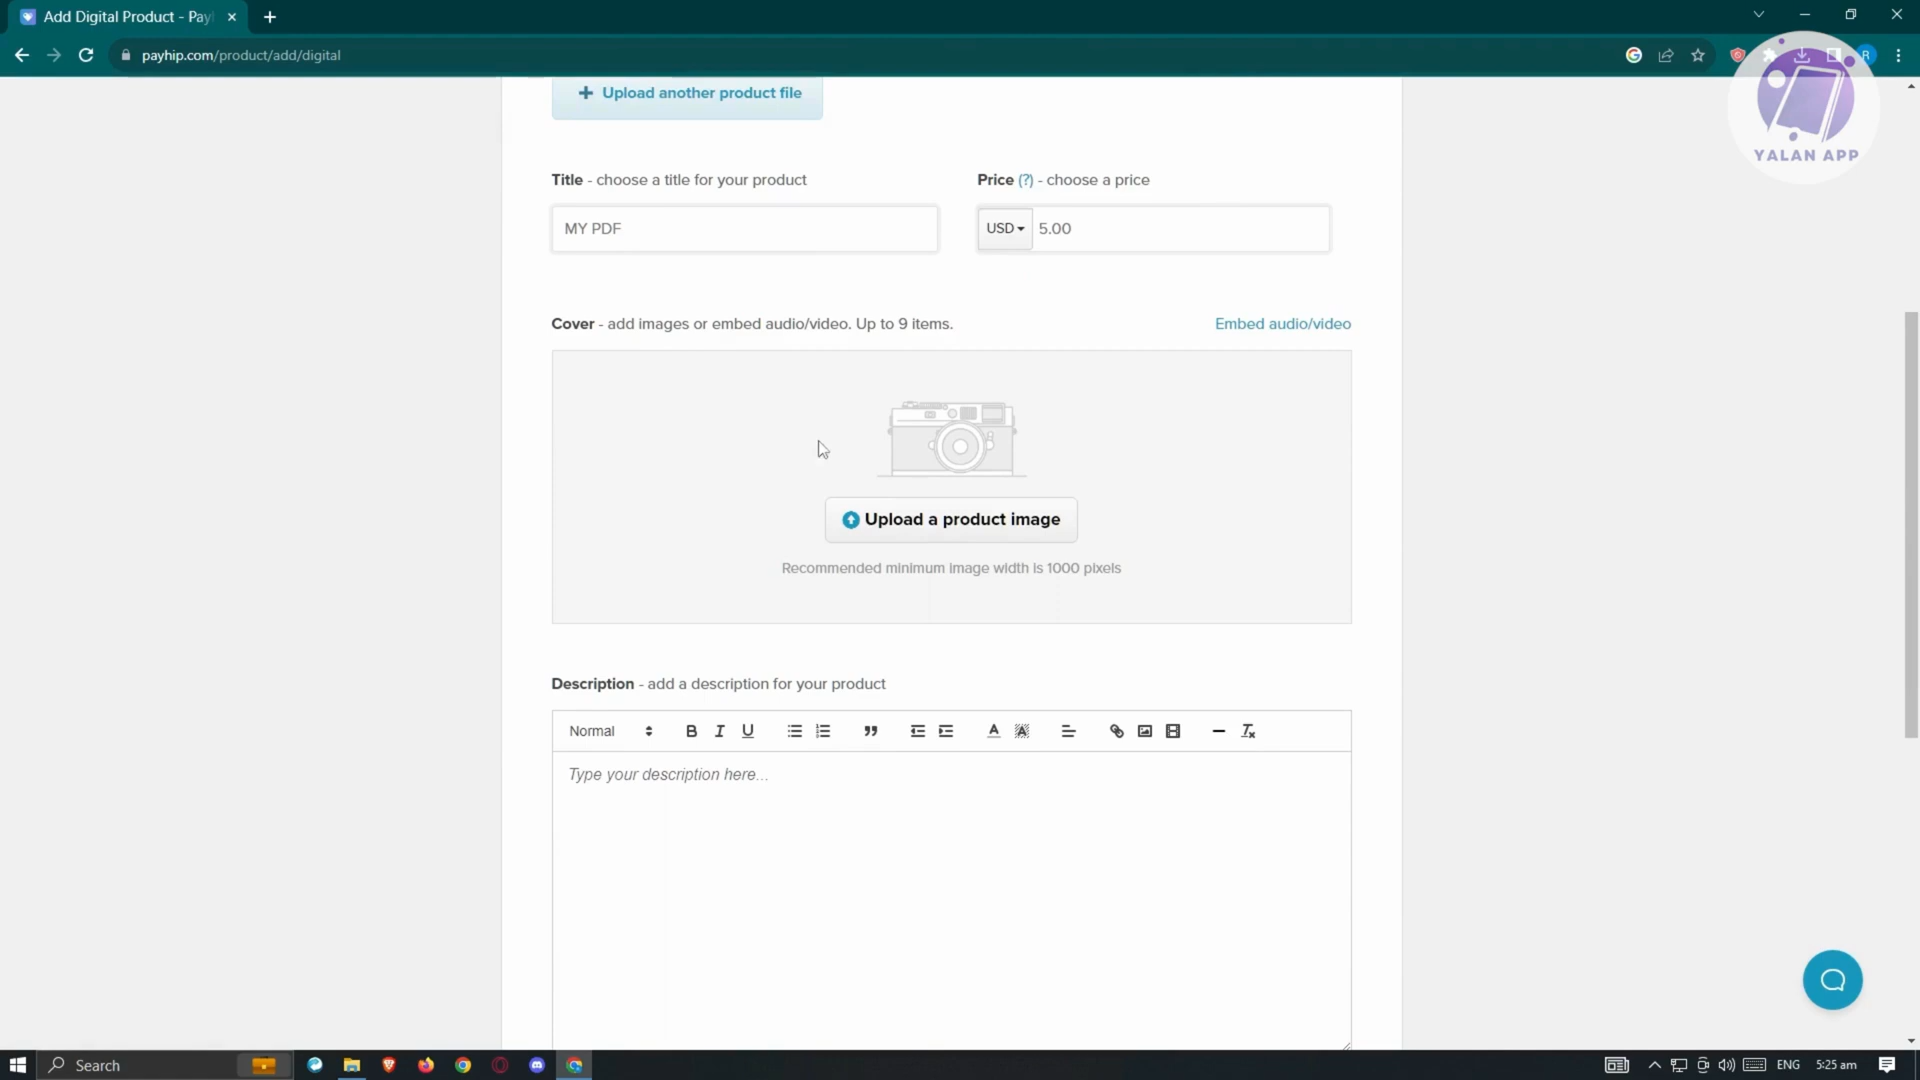 Add Digital Product - Pay
payhip.com/product/add/digital
R
YALAN APP
+ Upload another product file
Title - choose a title for your product
Price (?) - choose a price
MY PDF
USD 5.00
Cover - add images or embed audio/video. Up to 9 items.
Embed audio/video
Upload a product image
Recommended minimum image width is 1000 pixels
Description - add a description for your product
Normal B I U A A
Type your description here...
Search
ENG
5:25 am